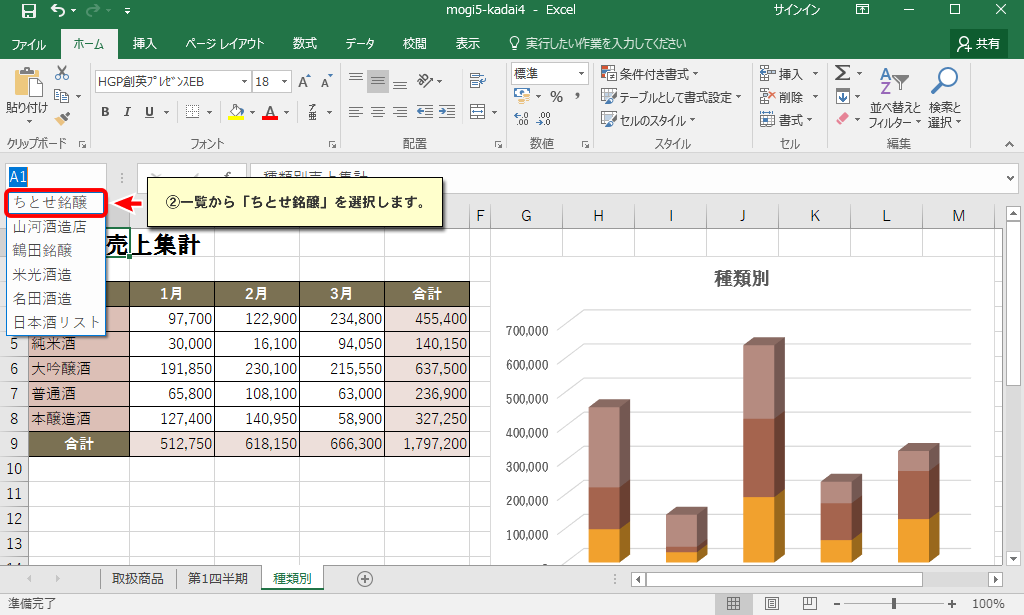 mogi5-kadai4 - Excel
サインイン
ファイル ホーム 挿入 ページ レイアウト 数式 データ 校閲 表示 実行したい作業を入力してください 共有
貼り付け
HGP創英ﾌﾟﾚｾﾞﾝｽEB 18
B I U
標準
条件付き書式
テーブルとして書式設定
セルのスタイル
挿入
削除
書式
並べ替えと
フィルター
検索と
選択
クリップボード フォント 配置 数値 スタイル セル 編集
A1
ちとせ銘醸
山河酒造店
鶴田銘醸
米光酒造
名田酒造
日本酒リスト
②一覧から「ちとせ銘醸」を選択します。
F G H I J K L M
売上集計
1月 2月 3月 合計
97,700 122,900 234,800 455,400
5 純米酒 30,000 16,100 94,050 140,150
6 大吟醸酒 191,850 230,100 215,550 637,500
7 普通酒 65,800 108,100 63,000 236,900
8 本醸造酒 127,400 140,950 58,900 327,250
9 合計 512,750 618,150 666,300 1,797,200
10
11
12
13
種類別
700,000
600,000
500,000
400,000
300,000
200,000
100,000
取扱商品 第1四半期 種類別
準備完了
100%